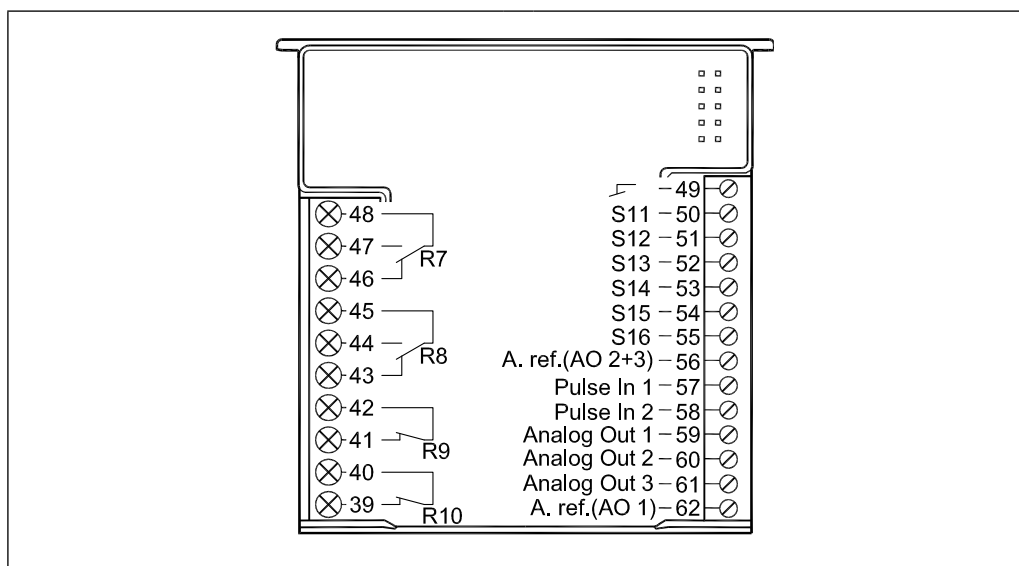 48
47
R7
46
45
44
R8
43
42
41
R9
40
39
R10
49
S11 50
S12 51
S13 52
S14 53
S15 54
S16 55
A. ref.(AO 2+3) 56
Pulse In 1 57
Pulse In 2 58
Analog Out 1 59
Analog Out 2 60
Analog Out 3 61
A. ref.(AO 1) 62